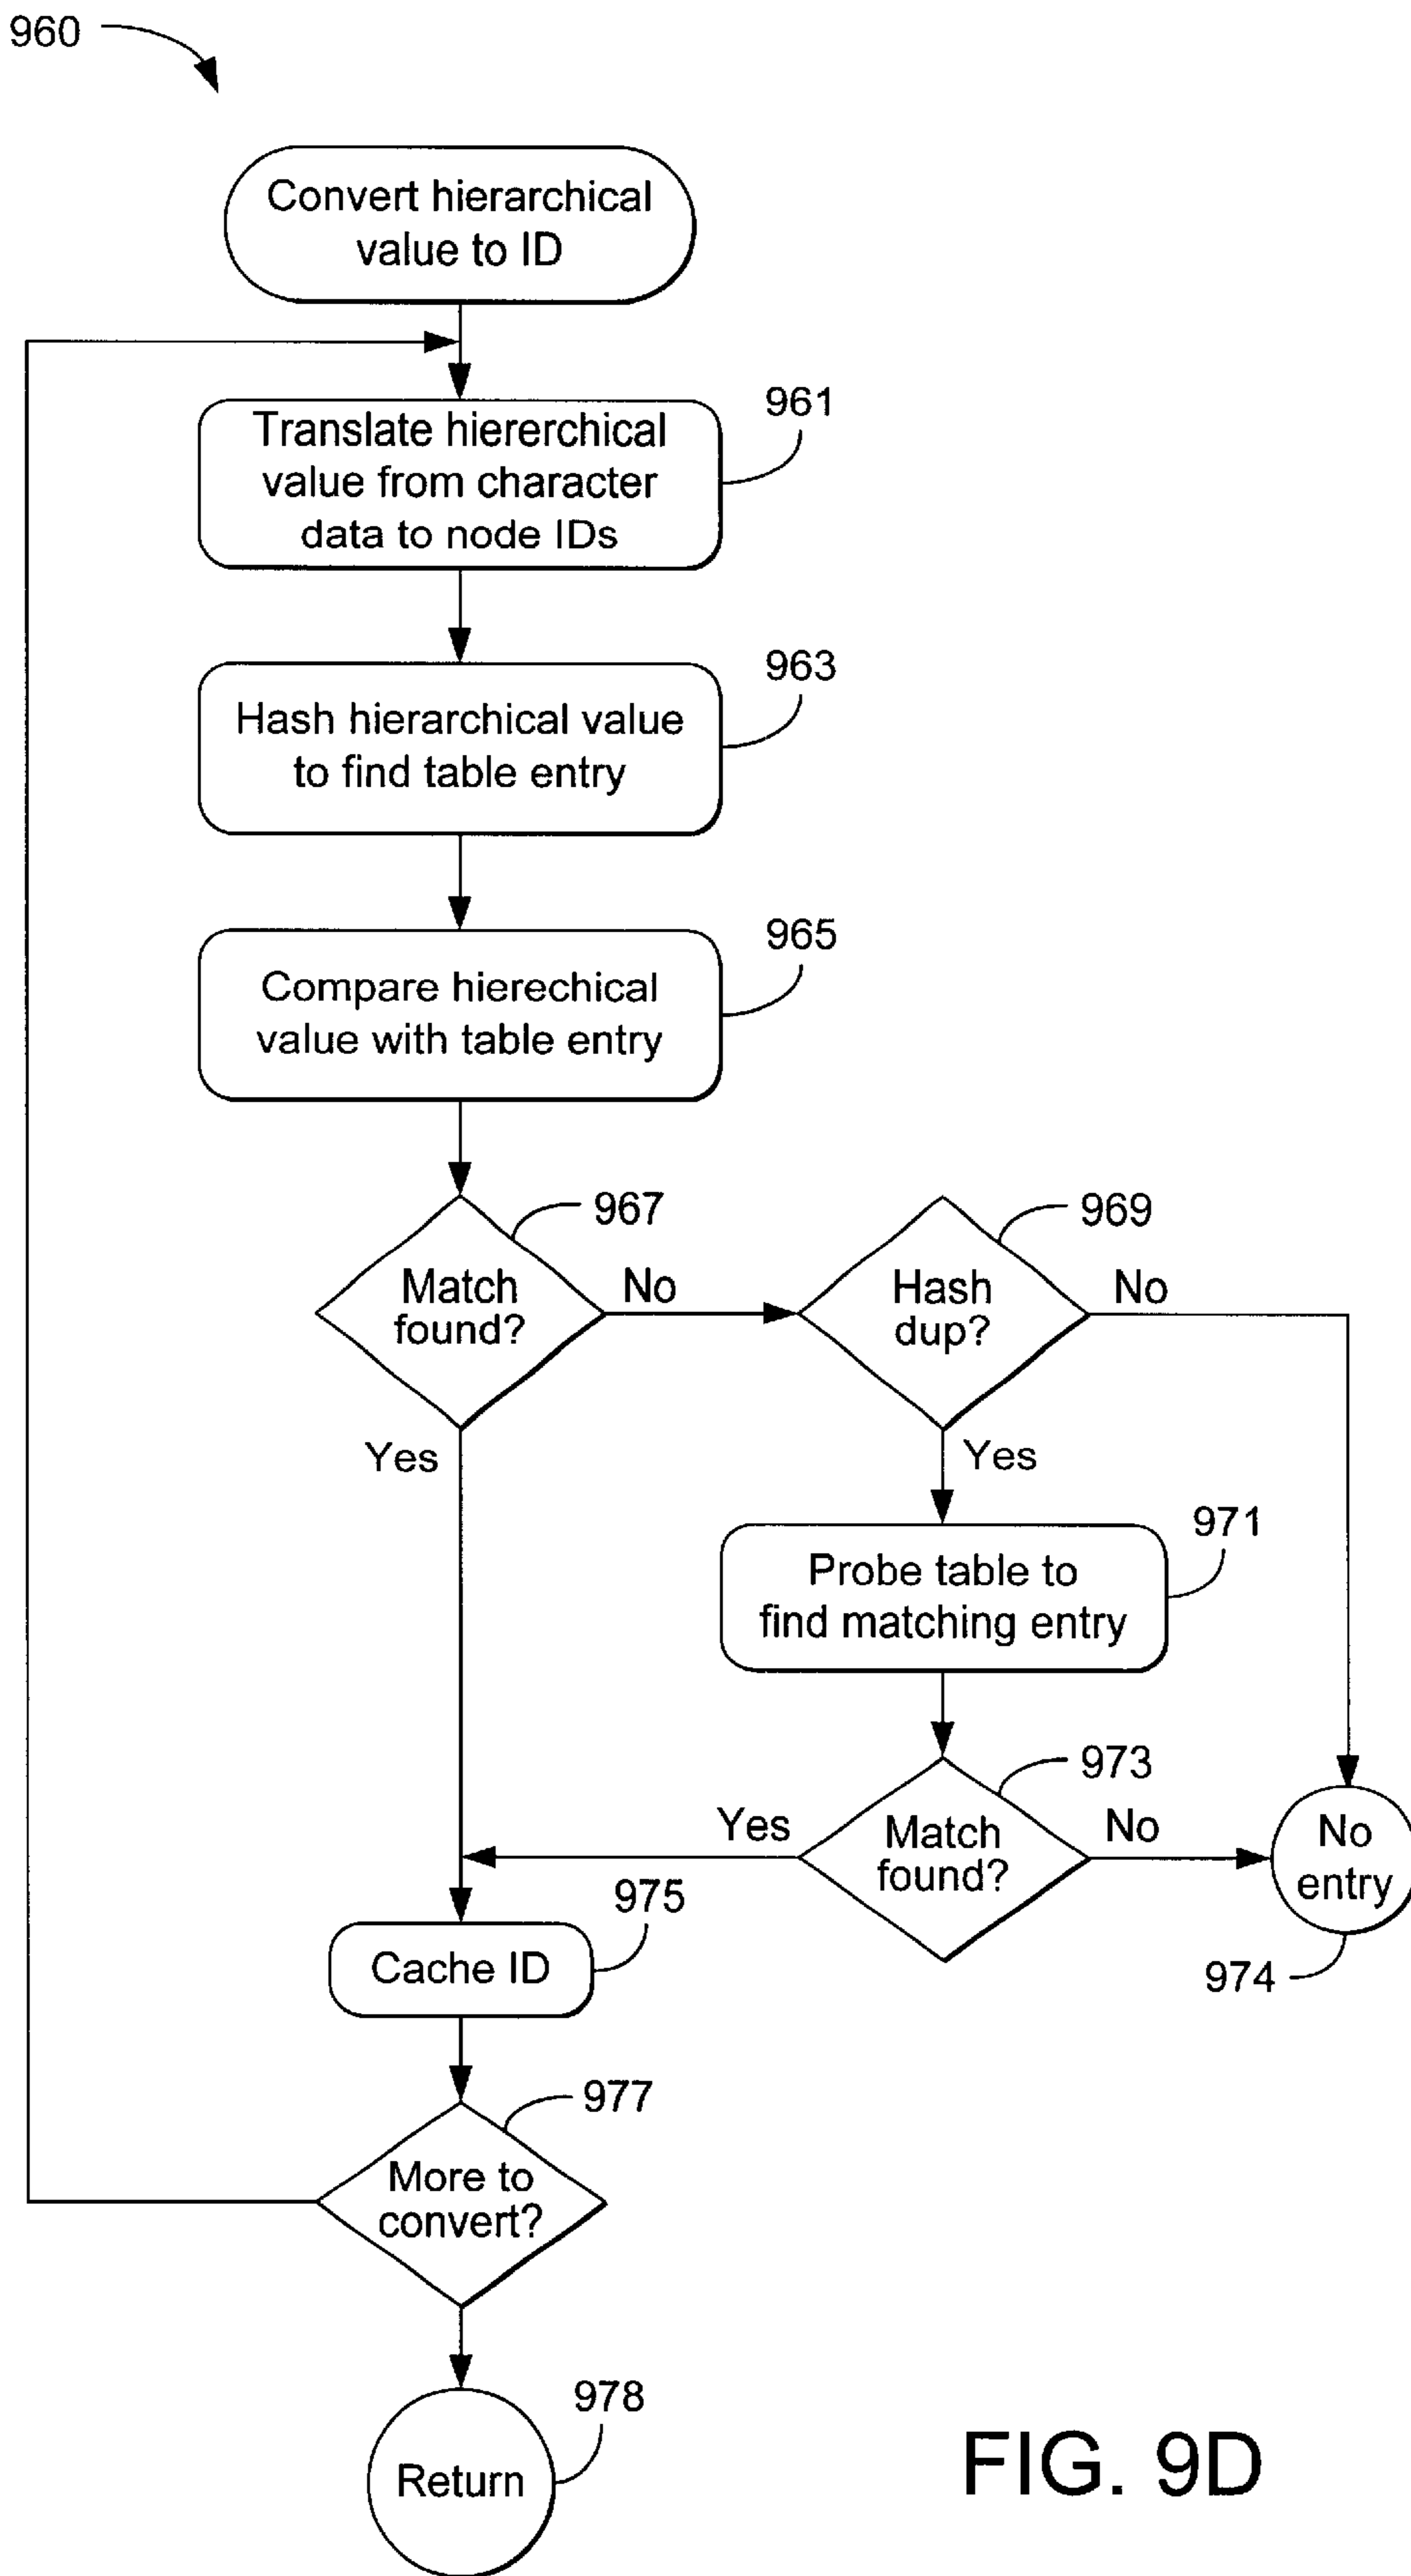 960
Convert hierarchical
value to ID
961
Translate hiererchical
value from character
data to node IDs
963
Hash hierarchical value
to find table entry
965
Compare hierechical
value with table entry
967
Match
found?
No
969
Hash
dup?
No
Yes
Yes
971
Probe table to
find matching entry
973
Match
found?
Yes
No
No
entry
974
975
Cache ID
977
More to
convert?
978
Return
FIG. 9D